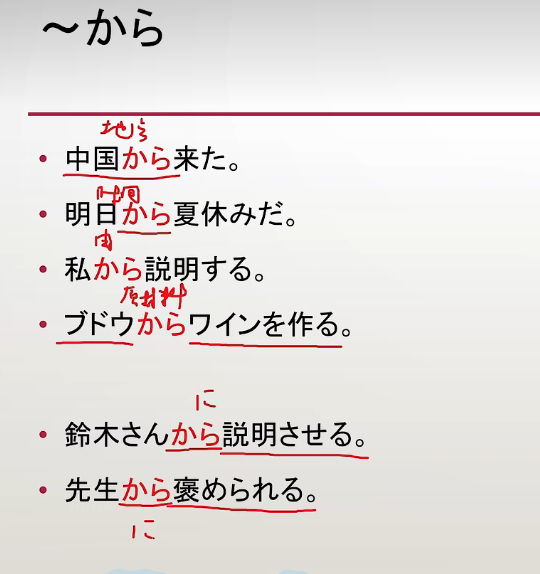 ～から
地点
中国から来た。
时间
明日から夏休みだ。
由
私から説明する。
原材料
ブドウからワインを作る。
に
鈴木さんから説明させる。
先生から褒められる。
に